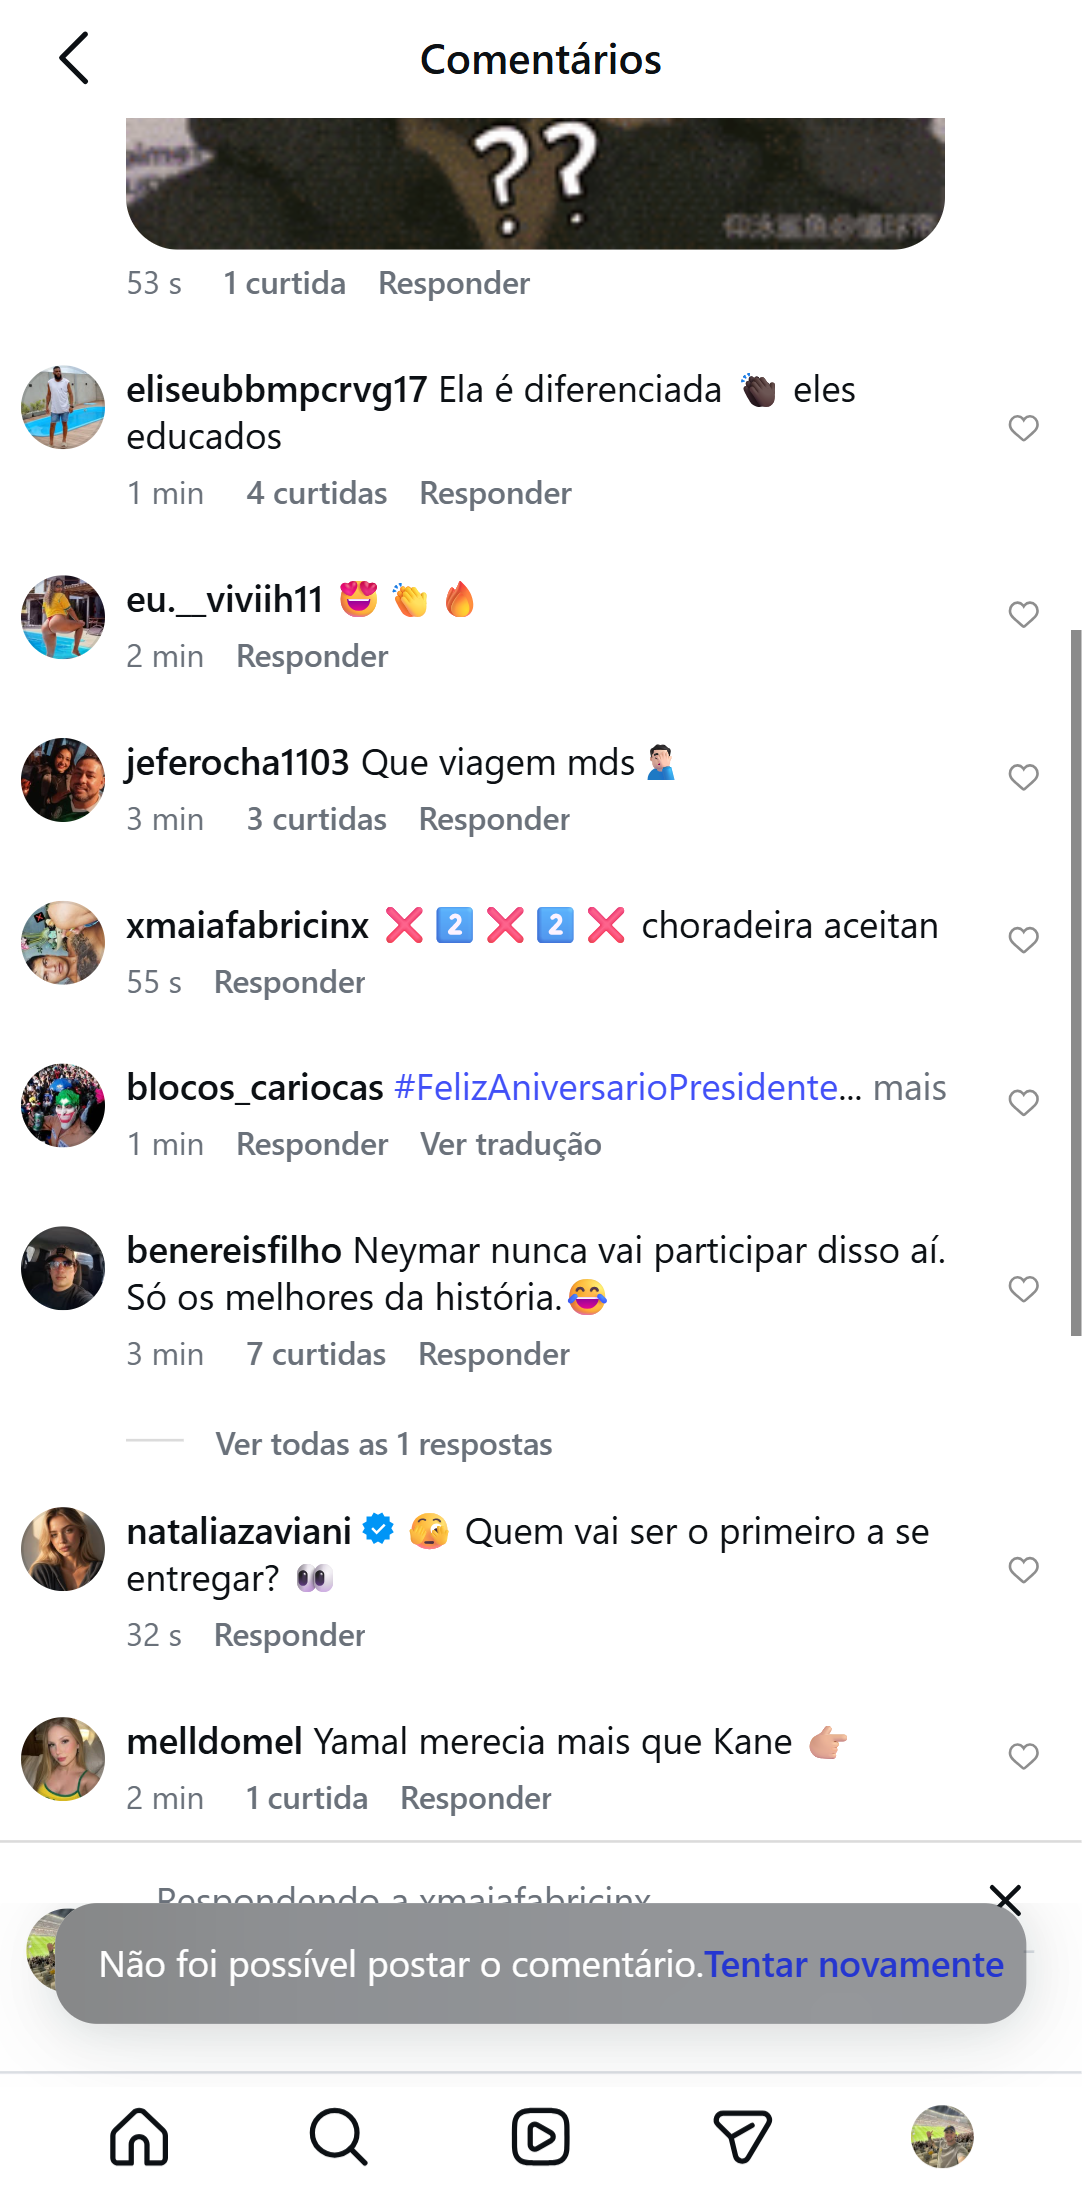 Comentários
??
53 s 1 curtida Responder
eliseubbmpcrvg17 Ela é diferenciada 👏🏿 eles
educados
1 min 4 curtidas Responder
eu.__viviih11 😍👏🔥
2 min Responder
jeferocha1103 Que viagem mds🤦🏻‍♂️
3 min 3 curtidas Responder
xmaiafabricinx ❌2️⃣❌2️⃣❌ choradeira aceitan
55 s Responder
blocos_cariocas #FelizAniversarioPresidente... mais
1 min Responder Ver tradução
benereisfilho Neymar nunca vai participar disso aí.
Só os melhores da história.😂
3 min 7 curtidas Responder
Ver todas as 1 respostas
nataliazaviani 🫣 Quem vai ser o primeiro a se
entregar? 👀
32 s Responder
melldomel Yamal merecia mais que Kane 👉🏼
2 min 1 curtida Responder
Respondendo a xmaiafabricinx
Não foi possível postar o comentário.Tentar novamente